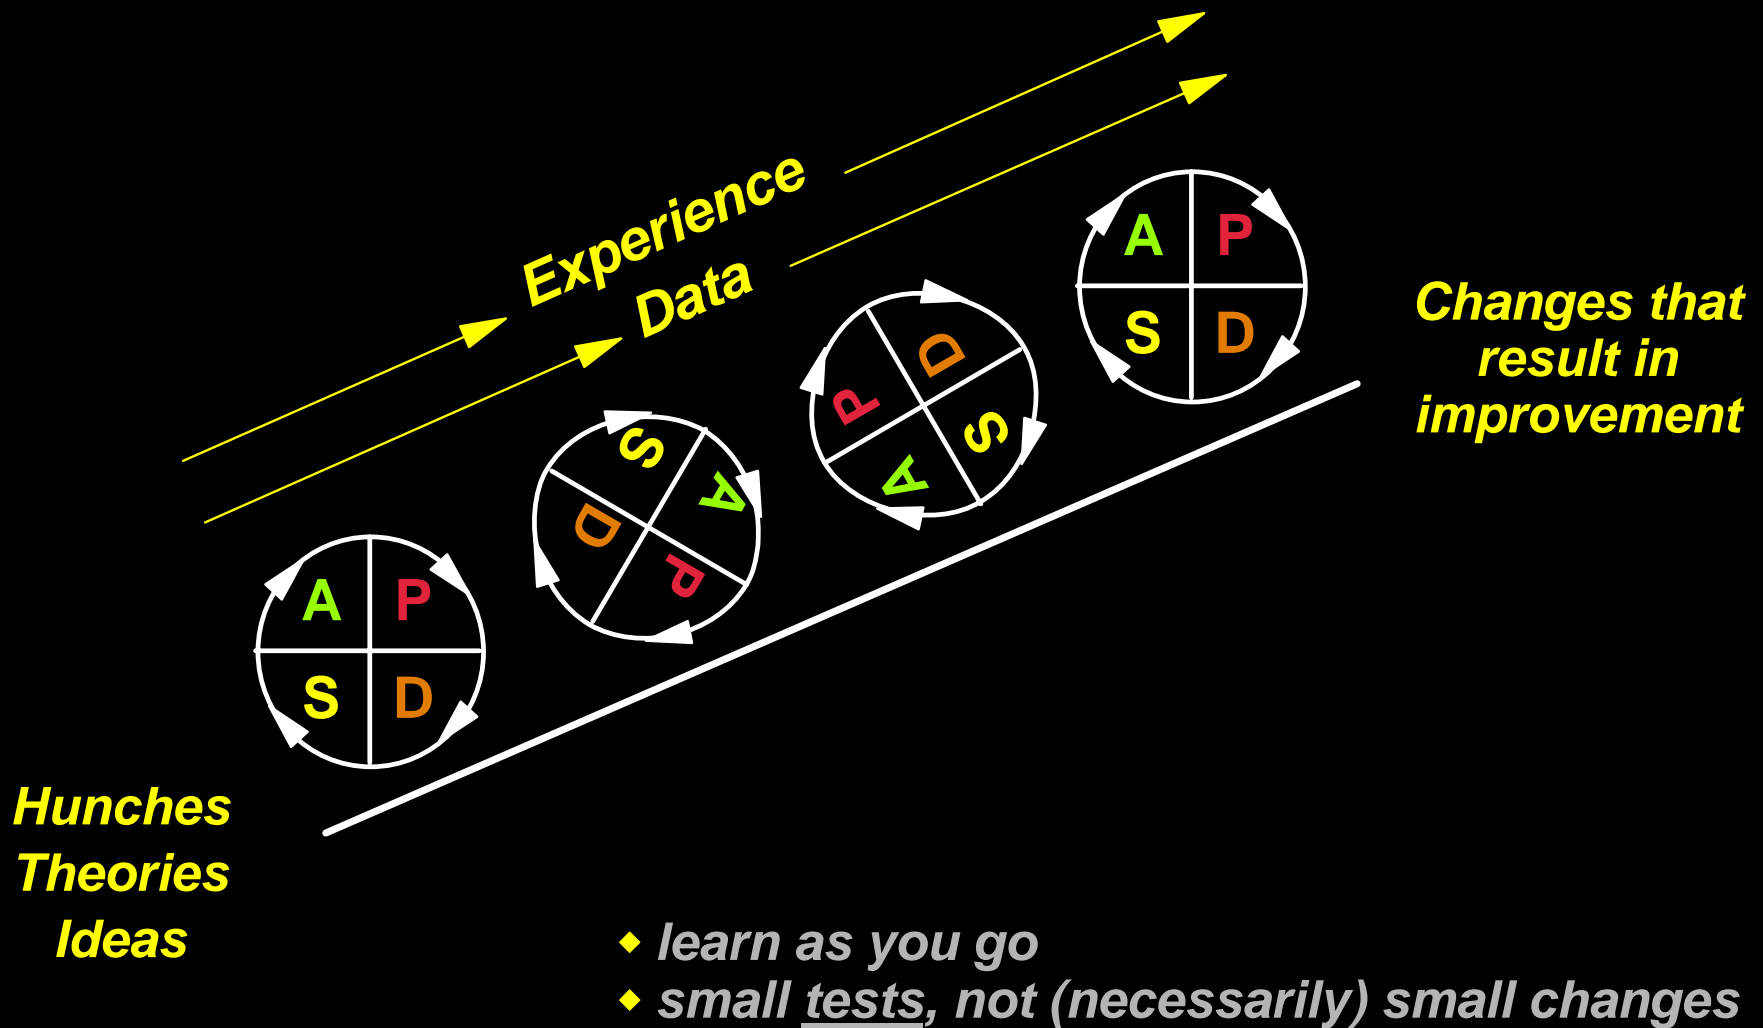 Experience
Data
A P
S D
S
A
D
P
D
P
S
A
A P
S D
Changes that
result in
improvement
Hunches
Theories
Ideas
learn as you go
small tests, not (necessarily) small changes